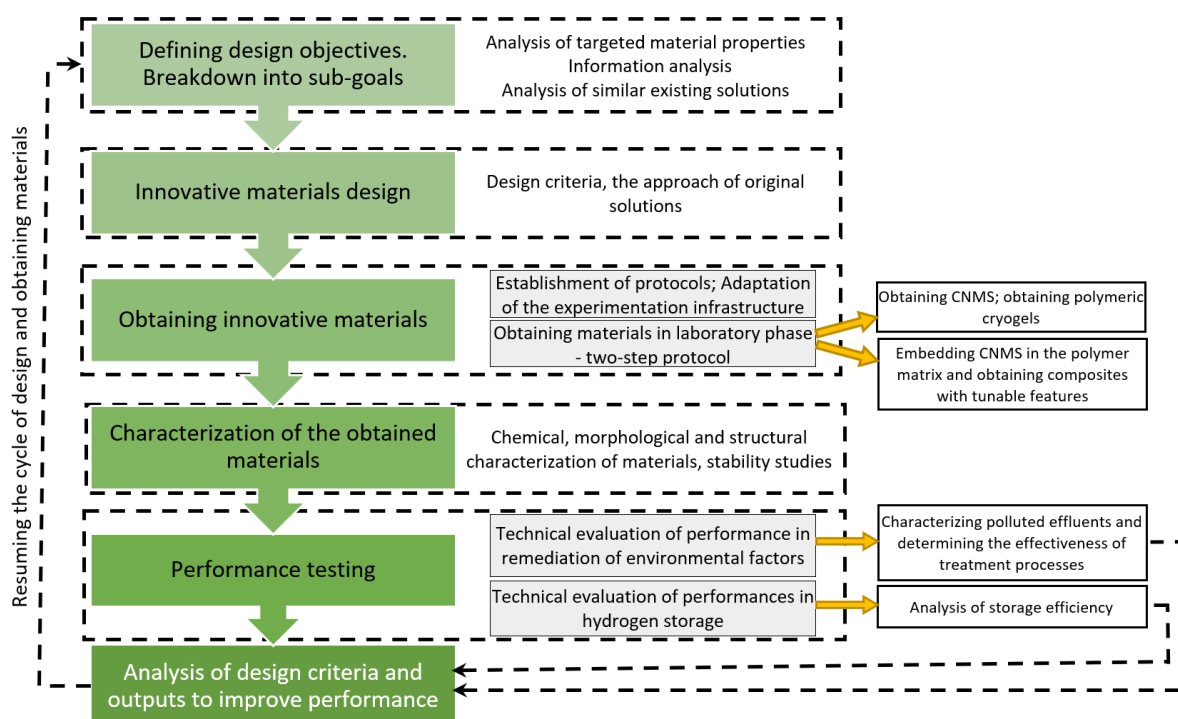 Defining design objectives.
Breakdown into sub-goals
Analysis of targeted material properties
Information analysis
Analysis of similar existing solutions
Innovative materials design
Design criteria, the approach of original
solutions
Obtaining innovative materials
Establishment of protocols; Adaptation
of the experimentation infrastructure
Obtaining materials in laboratory phase
- two-step protocol
Obtaining CNMS; obtaining polymeric
cryogels
Embedding CNMS in the polymer
matrix and obtaining composites
with tunable features
Characterization of the obtained
materials
Chemical, morphological and structural
characterization of materials, stability studies
Performance testing
Technical evaluation of performance in
remediation of environmental factors
Technical evaluation of performances in
hydrogen storage
Characterizing polluted effluents and
determining the effectiveness of
treatment processes
Analysis of storage efficiency
Analysis of design criteria and
outputs to improve performance
Resuming the cycle of design and obtaining materials